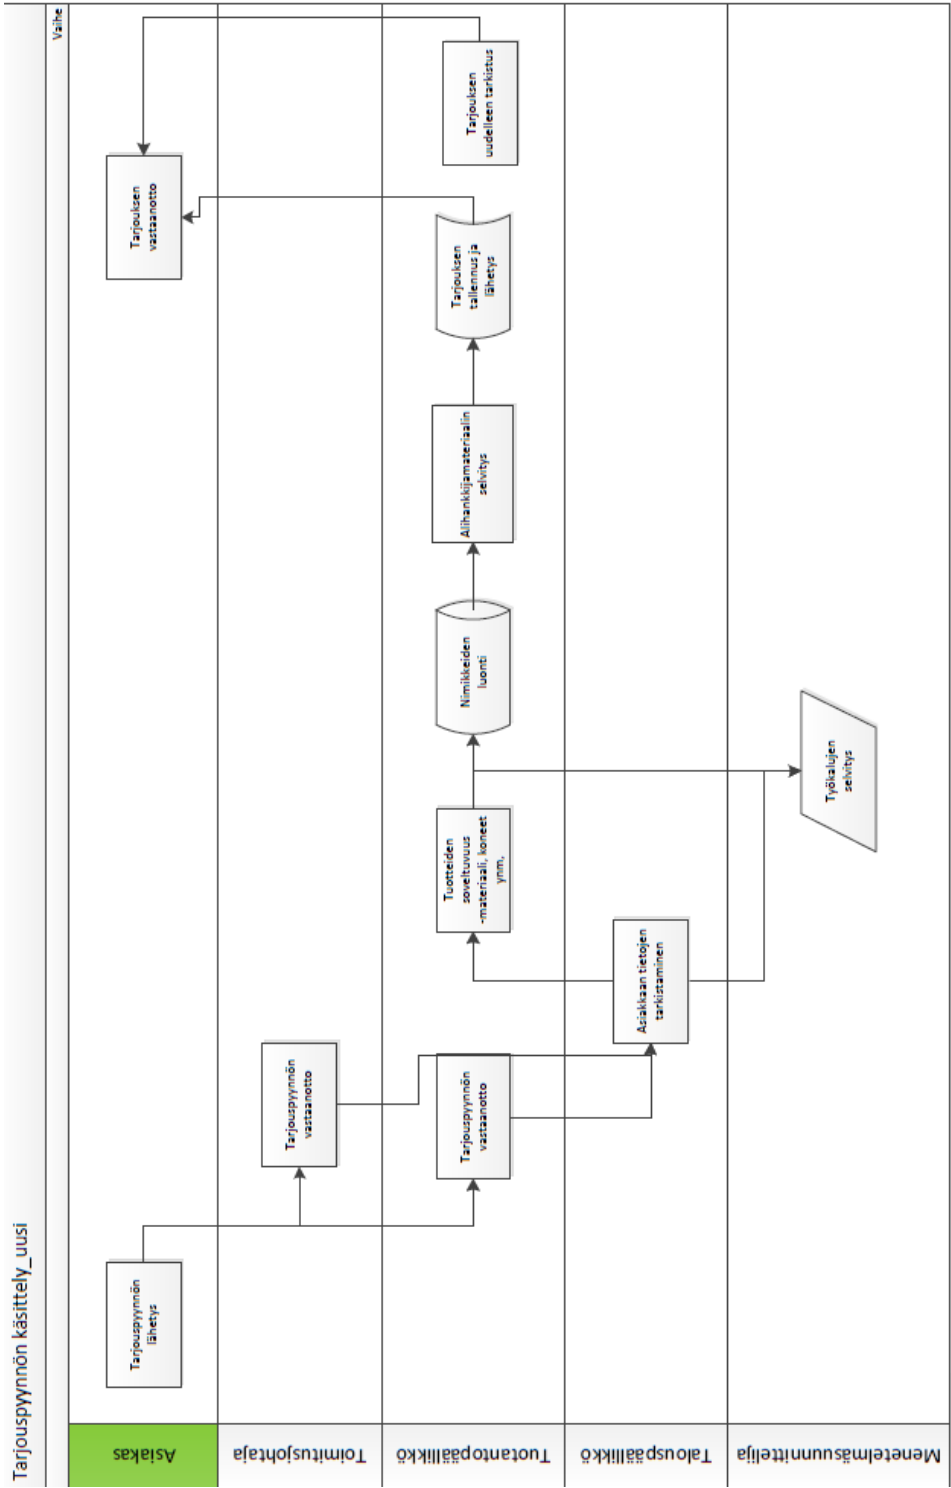 Tarjouspyynnön käsittely_uusi
Vaihe
Asiakas
Tarjouspyynnön
lähetys
Tarjouksen
vastaanotto
Toimitusjohtaja
Tarjouspyynnön
vastaanotto
Tuotantopäällikkö
Tarjouspyynnön
vastaanotto
Tuotteiden
soveltuvuus
-materiaali, koneet
ynm,
Nimikkeiden
luonti
Alihankkijamateriaalin
selvitys
Tarjouksen
tallennus ja
lähetys
Tarjouksen
uudelleen tarkistus
Talouspäällikkö
Asiakkaan tietojen
tarkistaminen
Menetelmäsuunnittelija
Työkalujen
selvitys